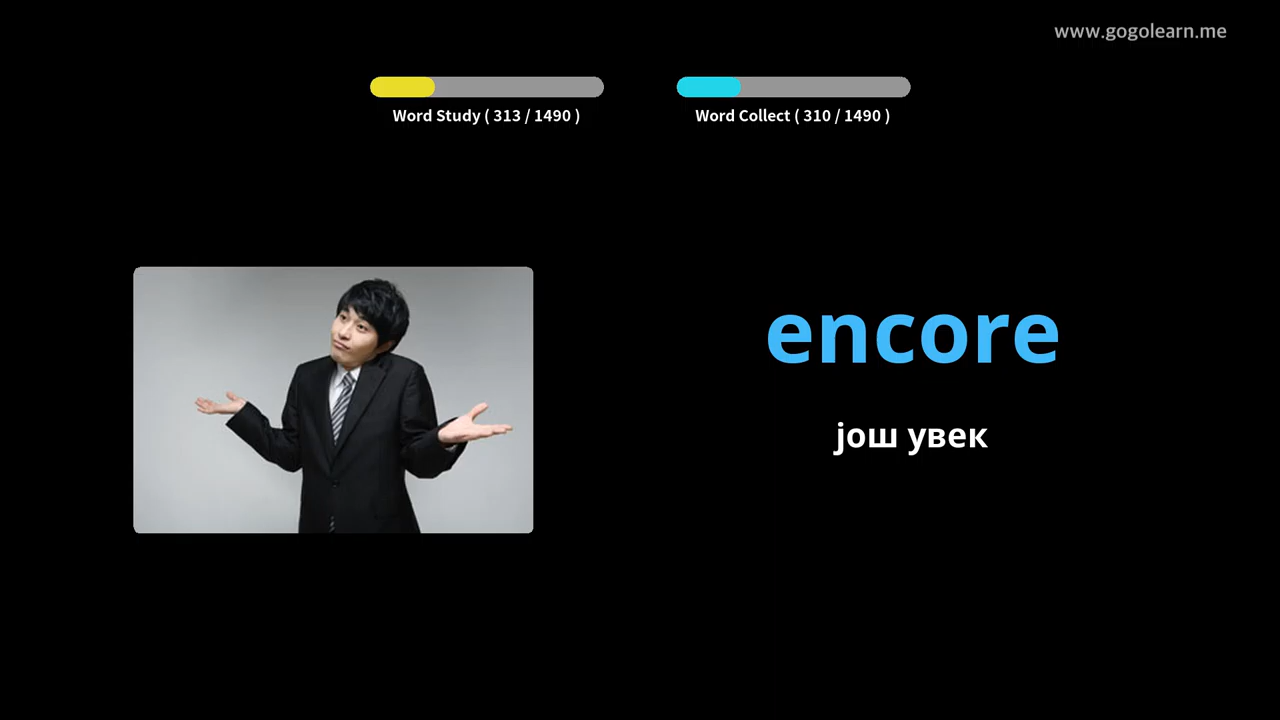 www.gogolearn.me
Word Study ( 313 / 1490 )
Word Collect ( 310 / 1490 )
encore
још увек